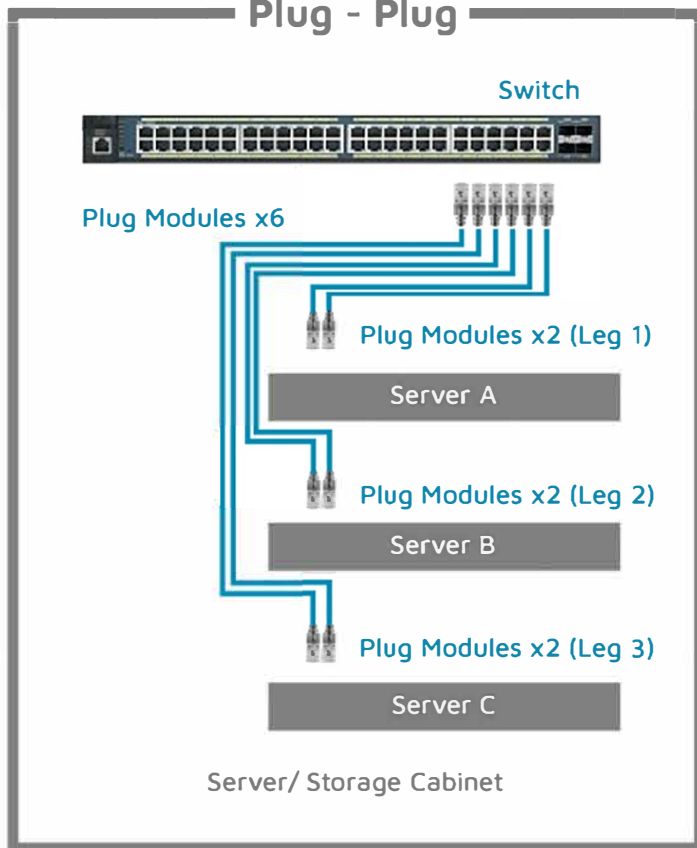 Plug - Plug
Switch
Plug Modules x6
Plug Modules x2 (Leg 1)
Server A
Plug Modules x2 (Leg 2)
Server B
Plug Modules x2 (Leg 3)
Server C
Server/ Storage Cabinet